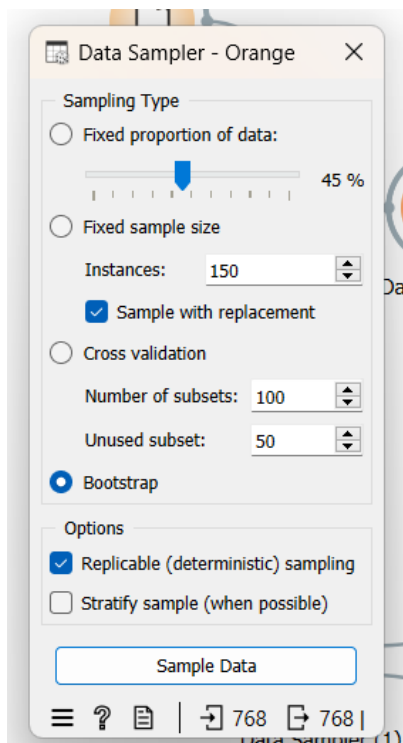 Data Sampler - Orange
Sampling Type
Fixed proportion of data:
45 %
Fixed sample size
Instances: 150
Sample with replacement
Cross validation
Number of subsets: 100
Unused subset: 50
Bootstrap
Options
Replicable (deterministic) sampling
Stratify sample (when possible)
Sample Data
768 768 |
Da
Data Sampler (1)